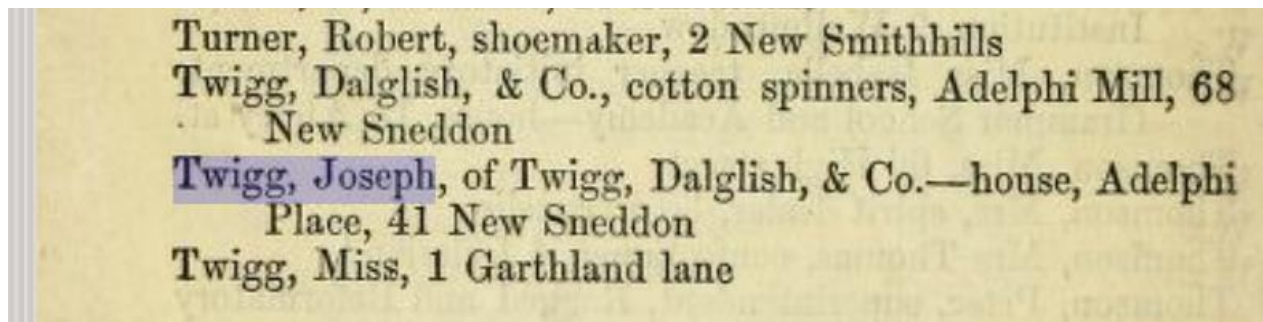 Turner, Robert, shoemaker, 2 New Smithhills
Twigg, Dalglish, & Co., cotton spinners, Adelphi Mill, 68
New Sneddon
Twigg, Joseph, of Twigg, Dalglish, & Co.—house, Adelphi
Place, 41 New Sneddon
Twigg, Miss, 1 Garthland lane